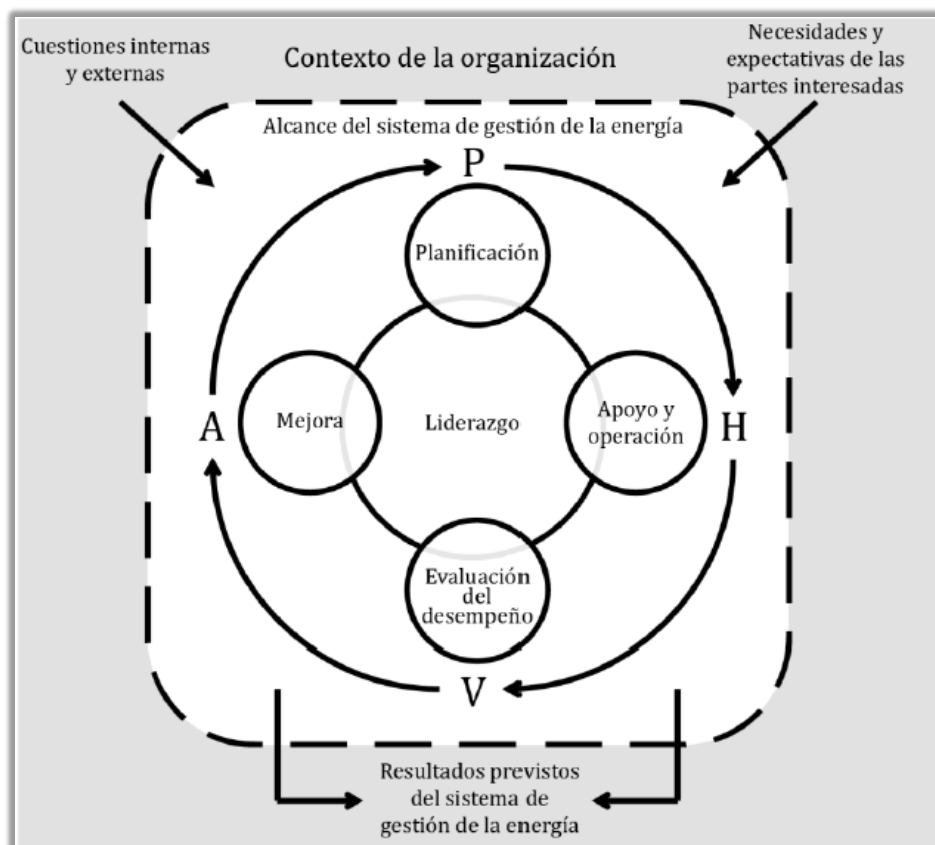 Cuestiones internas
y externas
Contexto de la organización
Necesidades y
expectativas de las
partes interesadas
Alcance del sistema de gestión de la energía
P
Planificación
A
Mejora
Liderazgo
Apoyo y
operación
H
Evaluación
del
desempeño
V
Resultados previstos
del sistema de
gestión de la energía